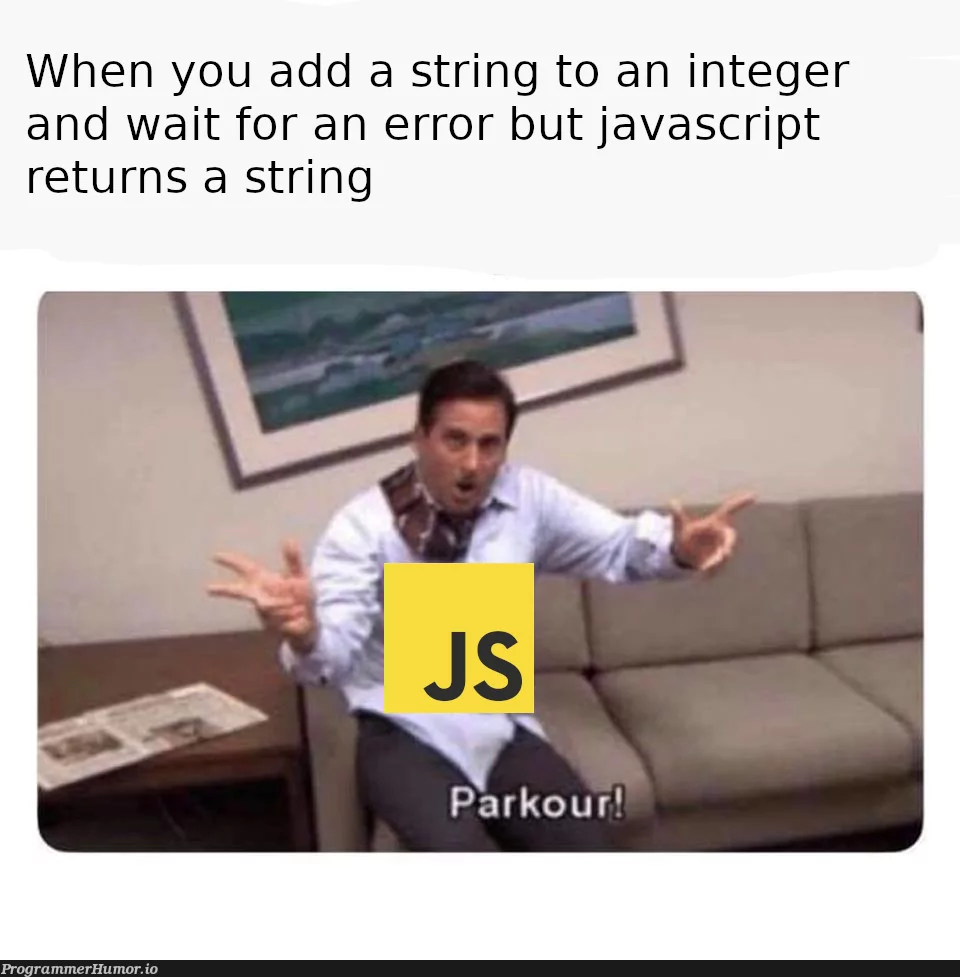 When you add a string to an integer
and wait for an error but javascript
returns a string
JS
Parkour!
ProgrammerHumor.io